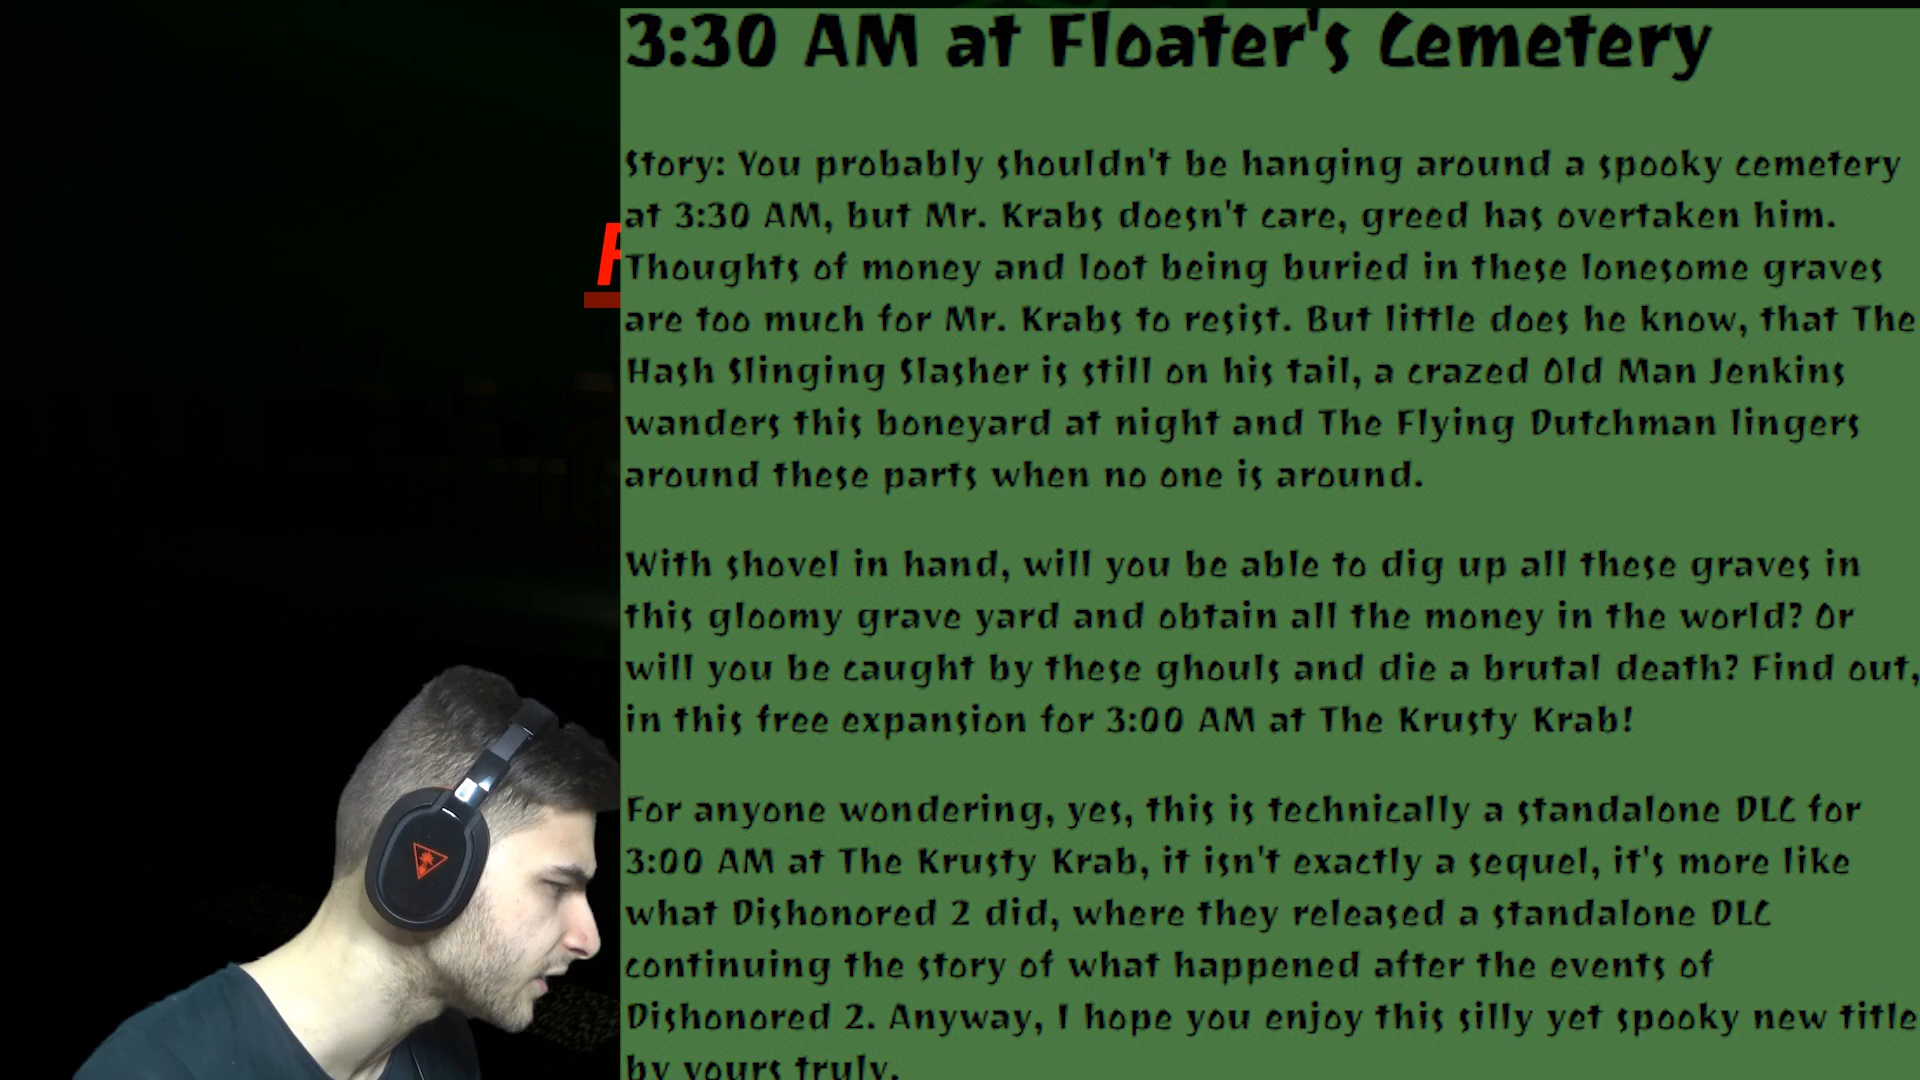 3:30 AM at Floater's Cemetery
Story: You probably shouldn't be hanging around a spooky cemetery
at 3:30 AM, but Mr. Krabs doesn't care, greed has overtaken him.
Thoughts of money and loot being buried in these lonesome graves
are too much for Mr. Krabs to resist. But little does he know, that The
Hash Slinging Slasher is still on his tail, a crazed Old Man Jenkins
wanders this boneyard at night and The Flying Dutchman lingers
around these parts when no one is around.
With shovel in hand, will you be able to dig up all these graves in
this gloomy grave yard and obtain all the money in the world? Or
will you be caught by these ghouls and die a brutal death? Find out,
in this free expansion for 3:00 AM at The Krusty Krab!
For anyone wondering, yes, this is technically a standalone DLC for
3:00 AM at The Krusty Krab, it isn't exactly a sequel, it's more like
what Dishonored 2 did, where they released a standalone DLC
continuing the story of what happened after the events of
Dishonored 2. Anyway, I hope you enjoy this silly yet spooky new title
by yours truly.